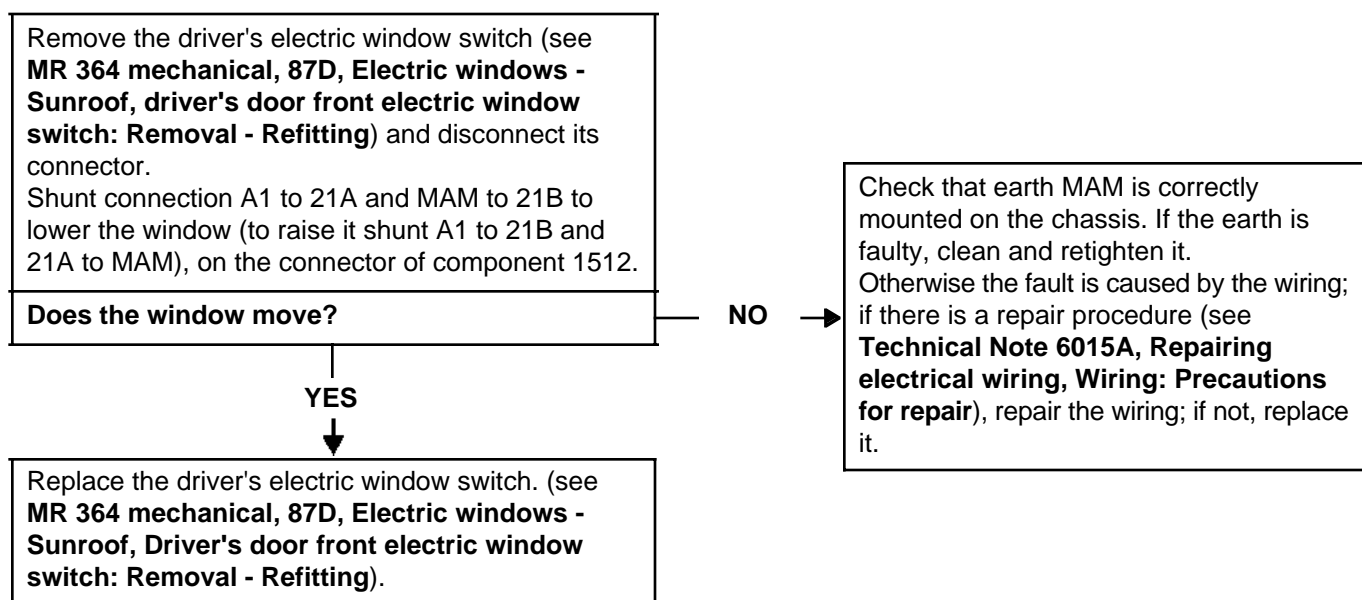 Remove the driver's electric window switch (see
MR 364 mechanical, 87D, Electric windows -
Sunroof, driver's door front electric window
switch: Removal - Refitting) and disconnect its
connector.
Shunt connection A1 to 21A and MAM to 21B to
lower the window (to raise it shunt A1 to 21B and
21A to MAM), on the connector of component 1512.
Does the window move?
NO
Check that earth MAM is correctly
mounted on the chassis. If the earth is
faulty, clean and retighten it.
Otherwise the fault is caused by the wiring;
if there is a repair procedure (see
Technical Note 6015A, Repairing
electrical wiring, Wiring: Precautions
for repair), repair the wiring; if not, replace
it.
YES
Replace the driver's electric window switch. (see
MR 364 mechanical, 87D, Electric windows -
Sunroof, Driver's door front electric window
switch: Removal - Refitting).